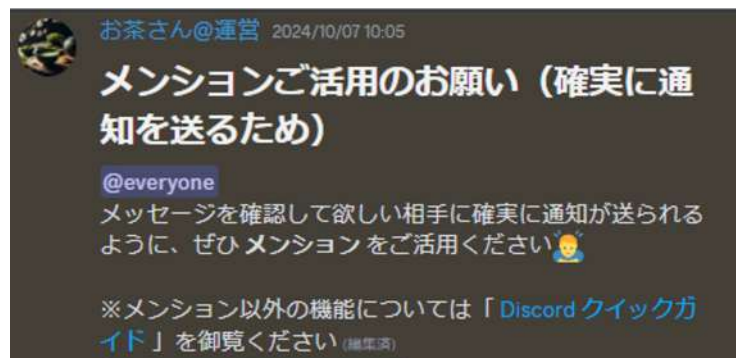 お茶さん@運営 2024/10/07 10:05
メンションご活用のお願い（確実に通
知を送るため）
@everyone
メッセージを確認して欲しい相手に確実に通知が送られる
ように、ぜひ メンション をご活用ください🙇‍♂️
※メンション以外の機能については「 Discord クイックガ
イド 」を御覧ください (編集済)